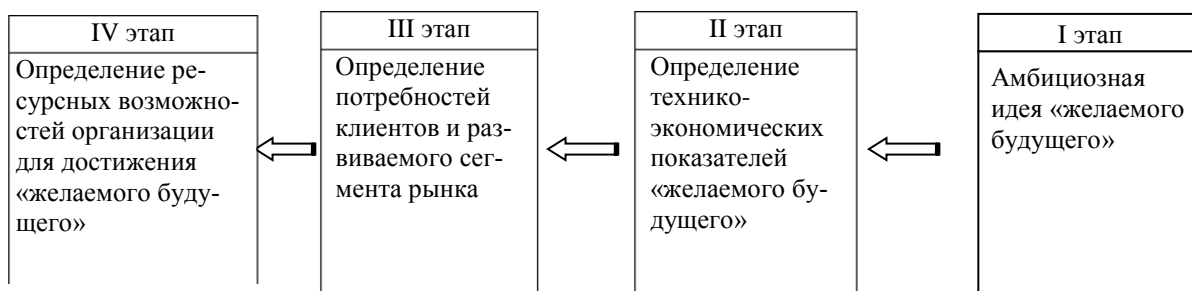 IV этап
Определение ре-
сурсных возможно-
стей организации
для достижения
«желаемого буду-
щего»
III этап
Определение
потребностей
клиентов и раз-
виваемого сег-
мента рынка
II этап
Определение
технико-
экономических
показателей
«желаемого бу-
дущего»
I этап
Амбициозная
идея «желаемого
будущего»